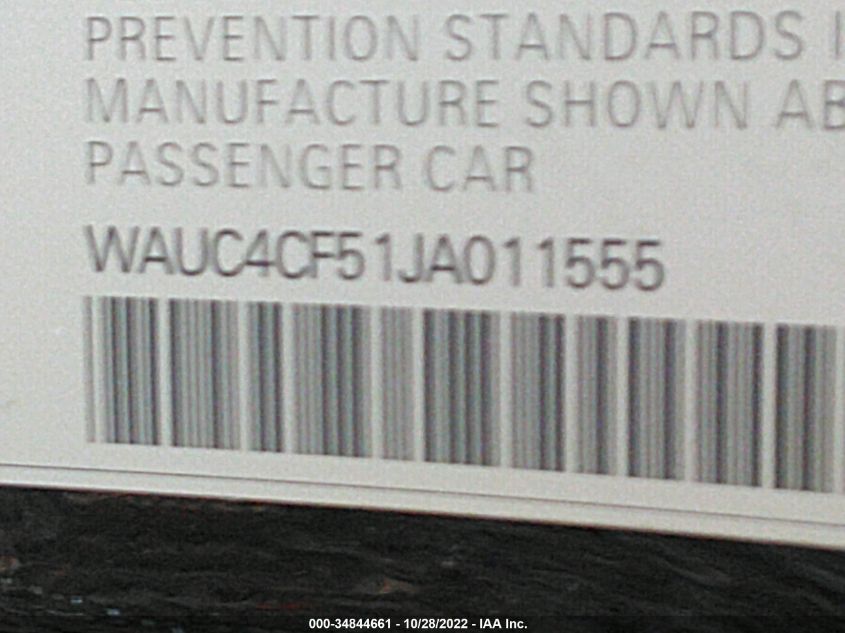 PREVENTION STANDARDS I
MANUFACTURE SHOWN AB
PASSENGER CAR
WAUC4CF51JA011555
000-34844661 - 10/28/2022 - IAA Inc.